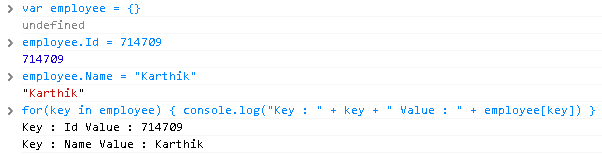 > var employee = {}
undefined
> employee.Id = 714709
714709
> employee.Name = "Karthik"
"Karthik"
> for(key in employee) { console.log("Key : " + key + " Value : " + employee[key]) }
Key : Id Value : 714709
Key : Name Value : Karthik